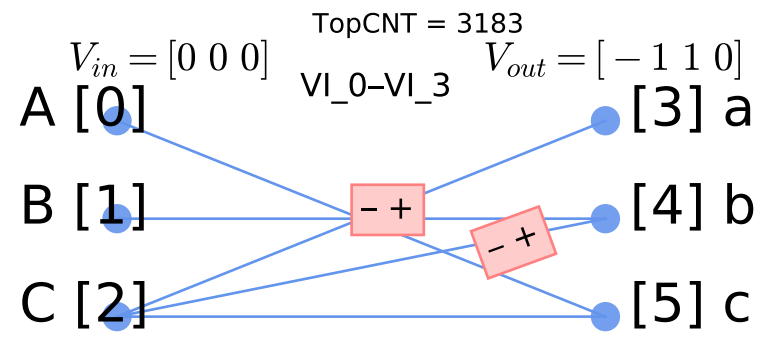 TopCNT = 3183
V_in = [0 0 0]
V_out = [ − 1 1 0]
VI_0–VI_3
A [0]
[3] a
B [1]
− +
[4] b
− +
C [2]
[5] c